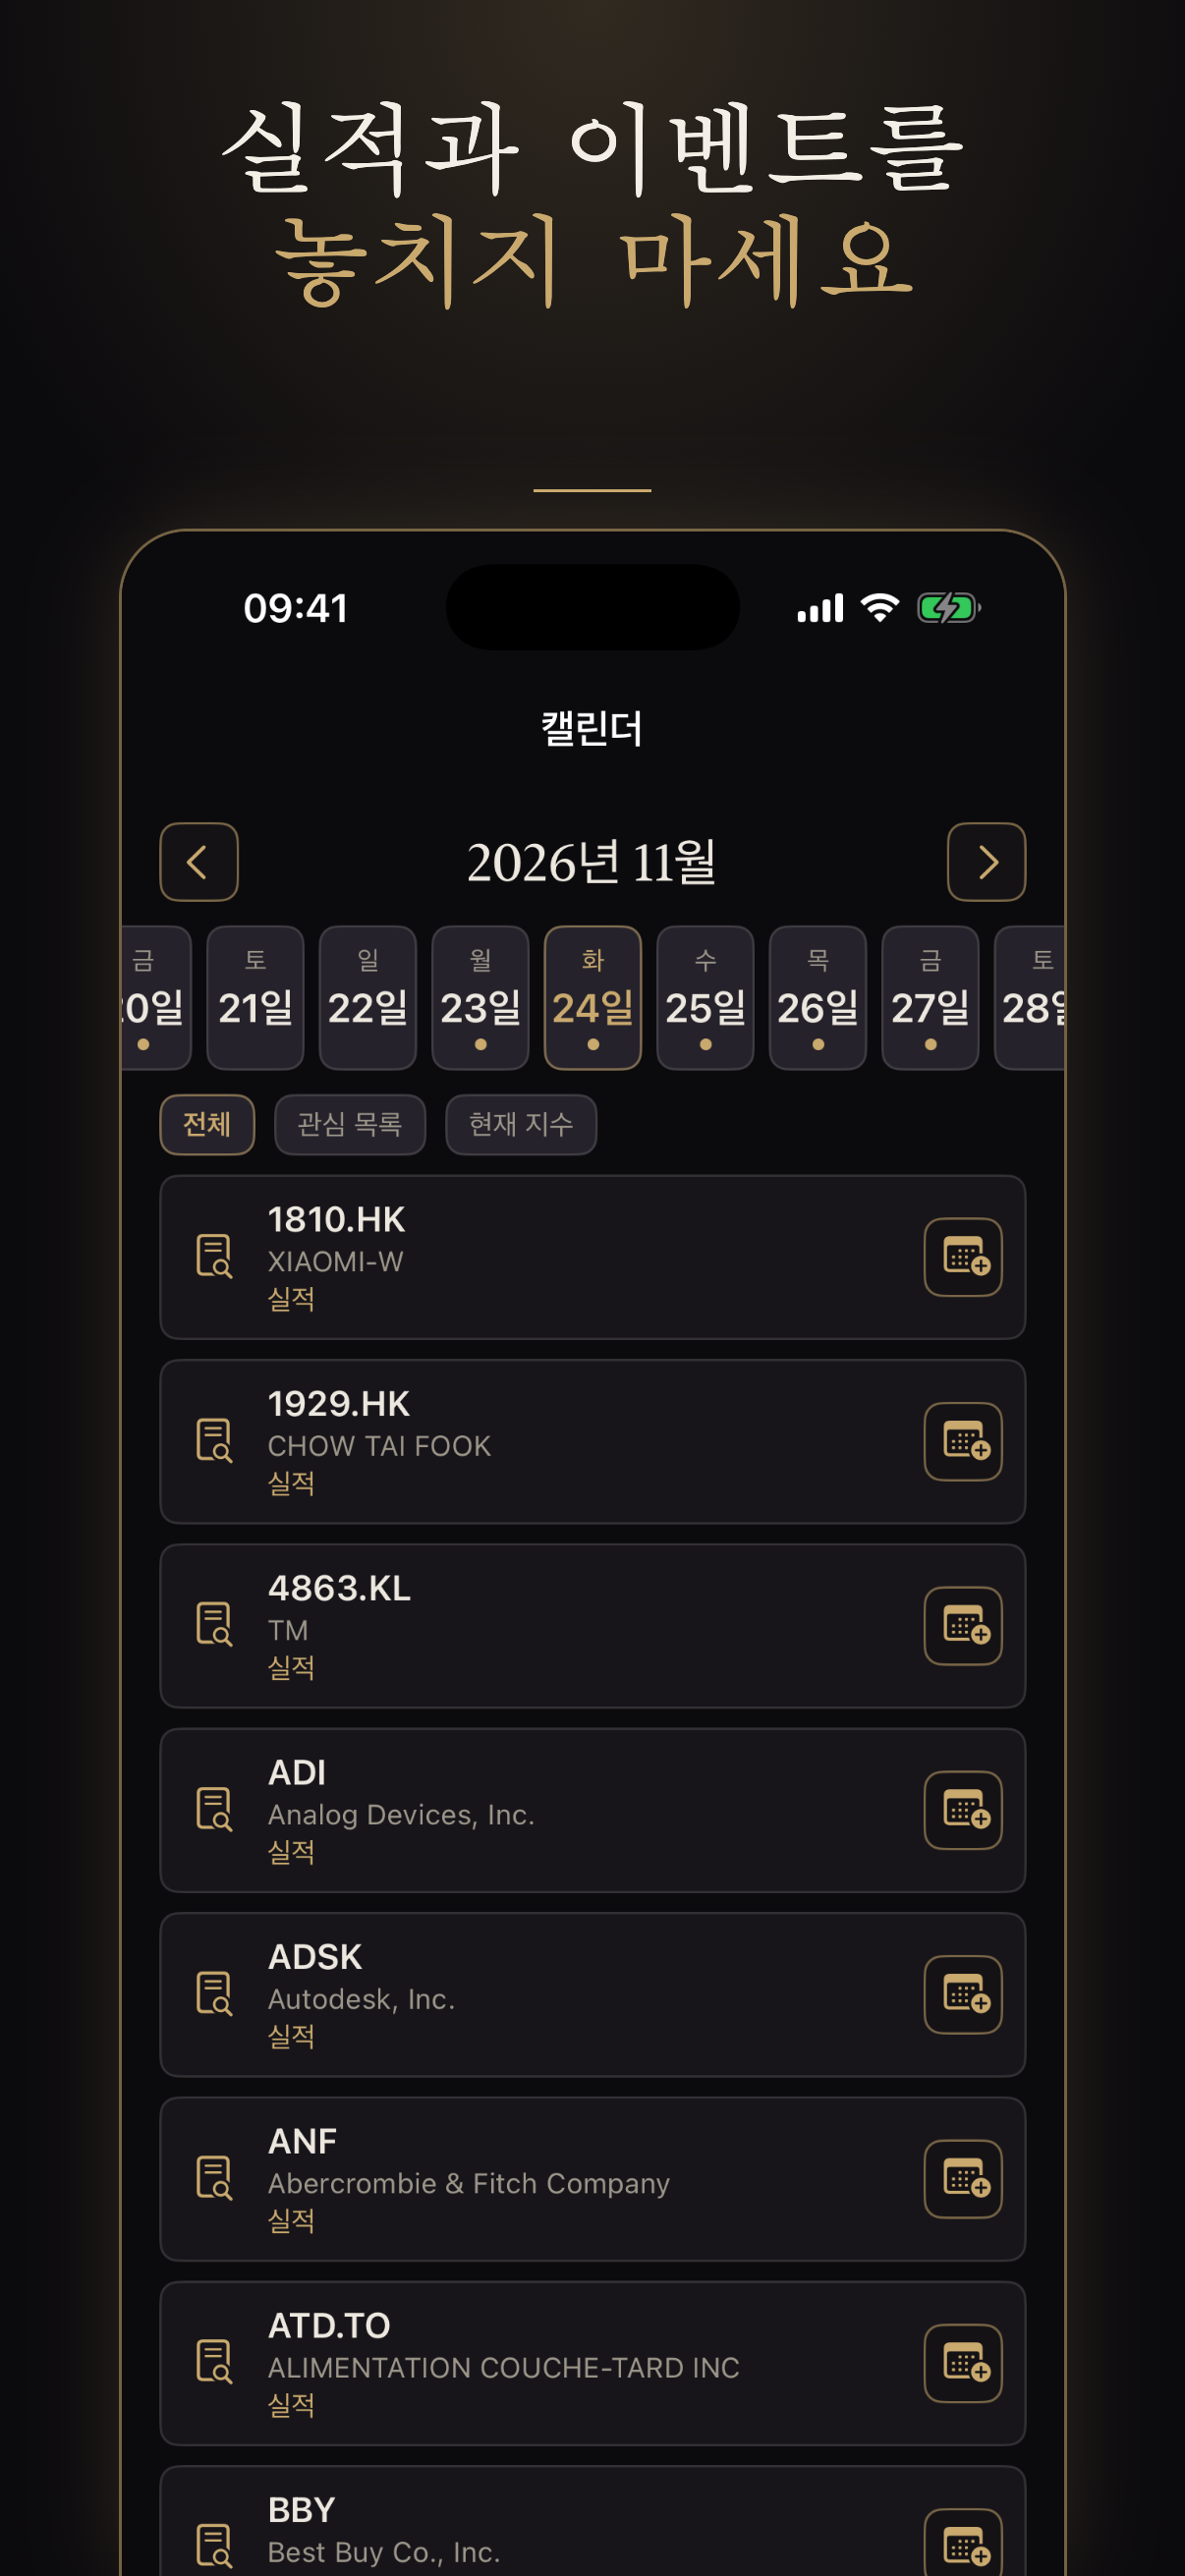 실적과 이벤트를
놓치지 마세요
09:41
캘린더
2026년 11월
금 토 일 월 화 수 목 금 토
21일 22일 23일 24일 25일 26일 27일
전체 관심 목록 현재 지수
1810.HK
XIAOMI-W
실적
1929.HK
CHOW TAI FOOK
실적
4863.KL
TM
실적
ADI
Analog Devices, Inc.
실적
ADSK
Autodesk, Inc.
실적
ANF
Abercrombie & Fitch Company
실적
ATD.TO
ALIMENTATION COUCHE-TARD INC
실적
BBY
Best Buy Co., Inc.